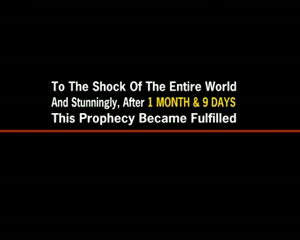 To The Shock Of The Entire World
And Stunningly, After 1 MONTH & 9 DAYS
This Prophecy Became Fulfilled